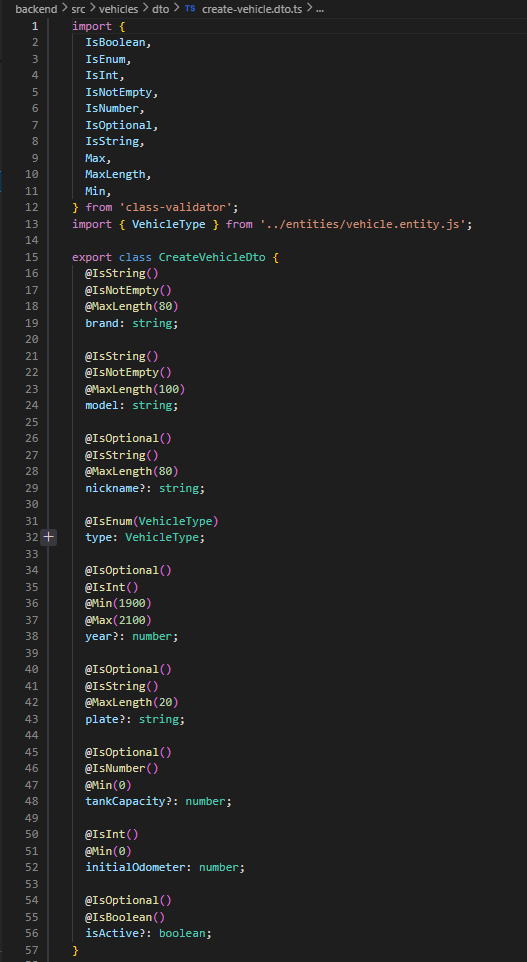 backend > src > vehicles > dto > TS create-vehicle.dto.ts > ...
1 import {
2 IsBoolean,
3 IsEnum,
4 IsInt,
5 IsNotEmpty,
6 IsNumber,
7 IsOptional,
8 IsString,
9 Max,
10 MaxLength,
11 Min,
12 } from 'class-validator';
13 import { VehicleType } from '../entities/vehicle.entity.js';
14
15 export class CreateVehicleDto {
16 @IsString()
17 @IsNotEmpty()
18 @MaxLength(80)
19 brand: string;
20
21 @IsString()
22 @IsNotEmpty()
23 @MaxLength(100)
24 model: string;
25
26 @IsOptional()
27 @IsString()
28 @MaxLength(80)
29 nickname?: string;
30
31 @IsEnum(VehicleType)
32 type: VehicleType;
33
34 @IsOptional()
35 @IsInt()
36 @Min(1900)
37 @Max(2100)
38 year?: number;
39
40 @IsOptional()
41 @IsString()
42 @MaxLength(20)
43 plate?: string;
44
45 @IsOptional()
46 @IsNumber()
47 @Min(0)
48 tankCapacity?: number;
49
50 @IsInt()
51 @Min(0)
52 initialOdometer: number;
53
54 @IsOptional()
55 @IsBoolean()
56 isActive?: boolean;
57 }